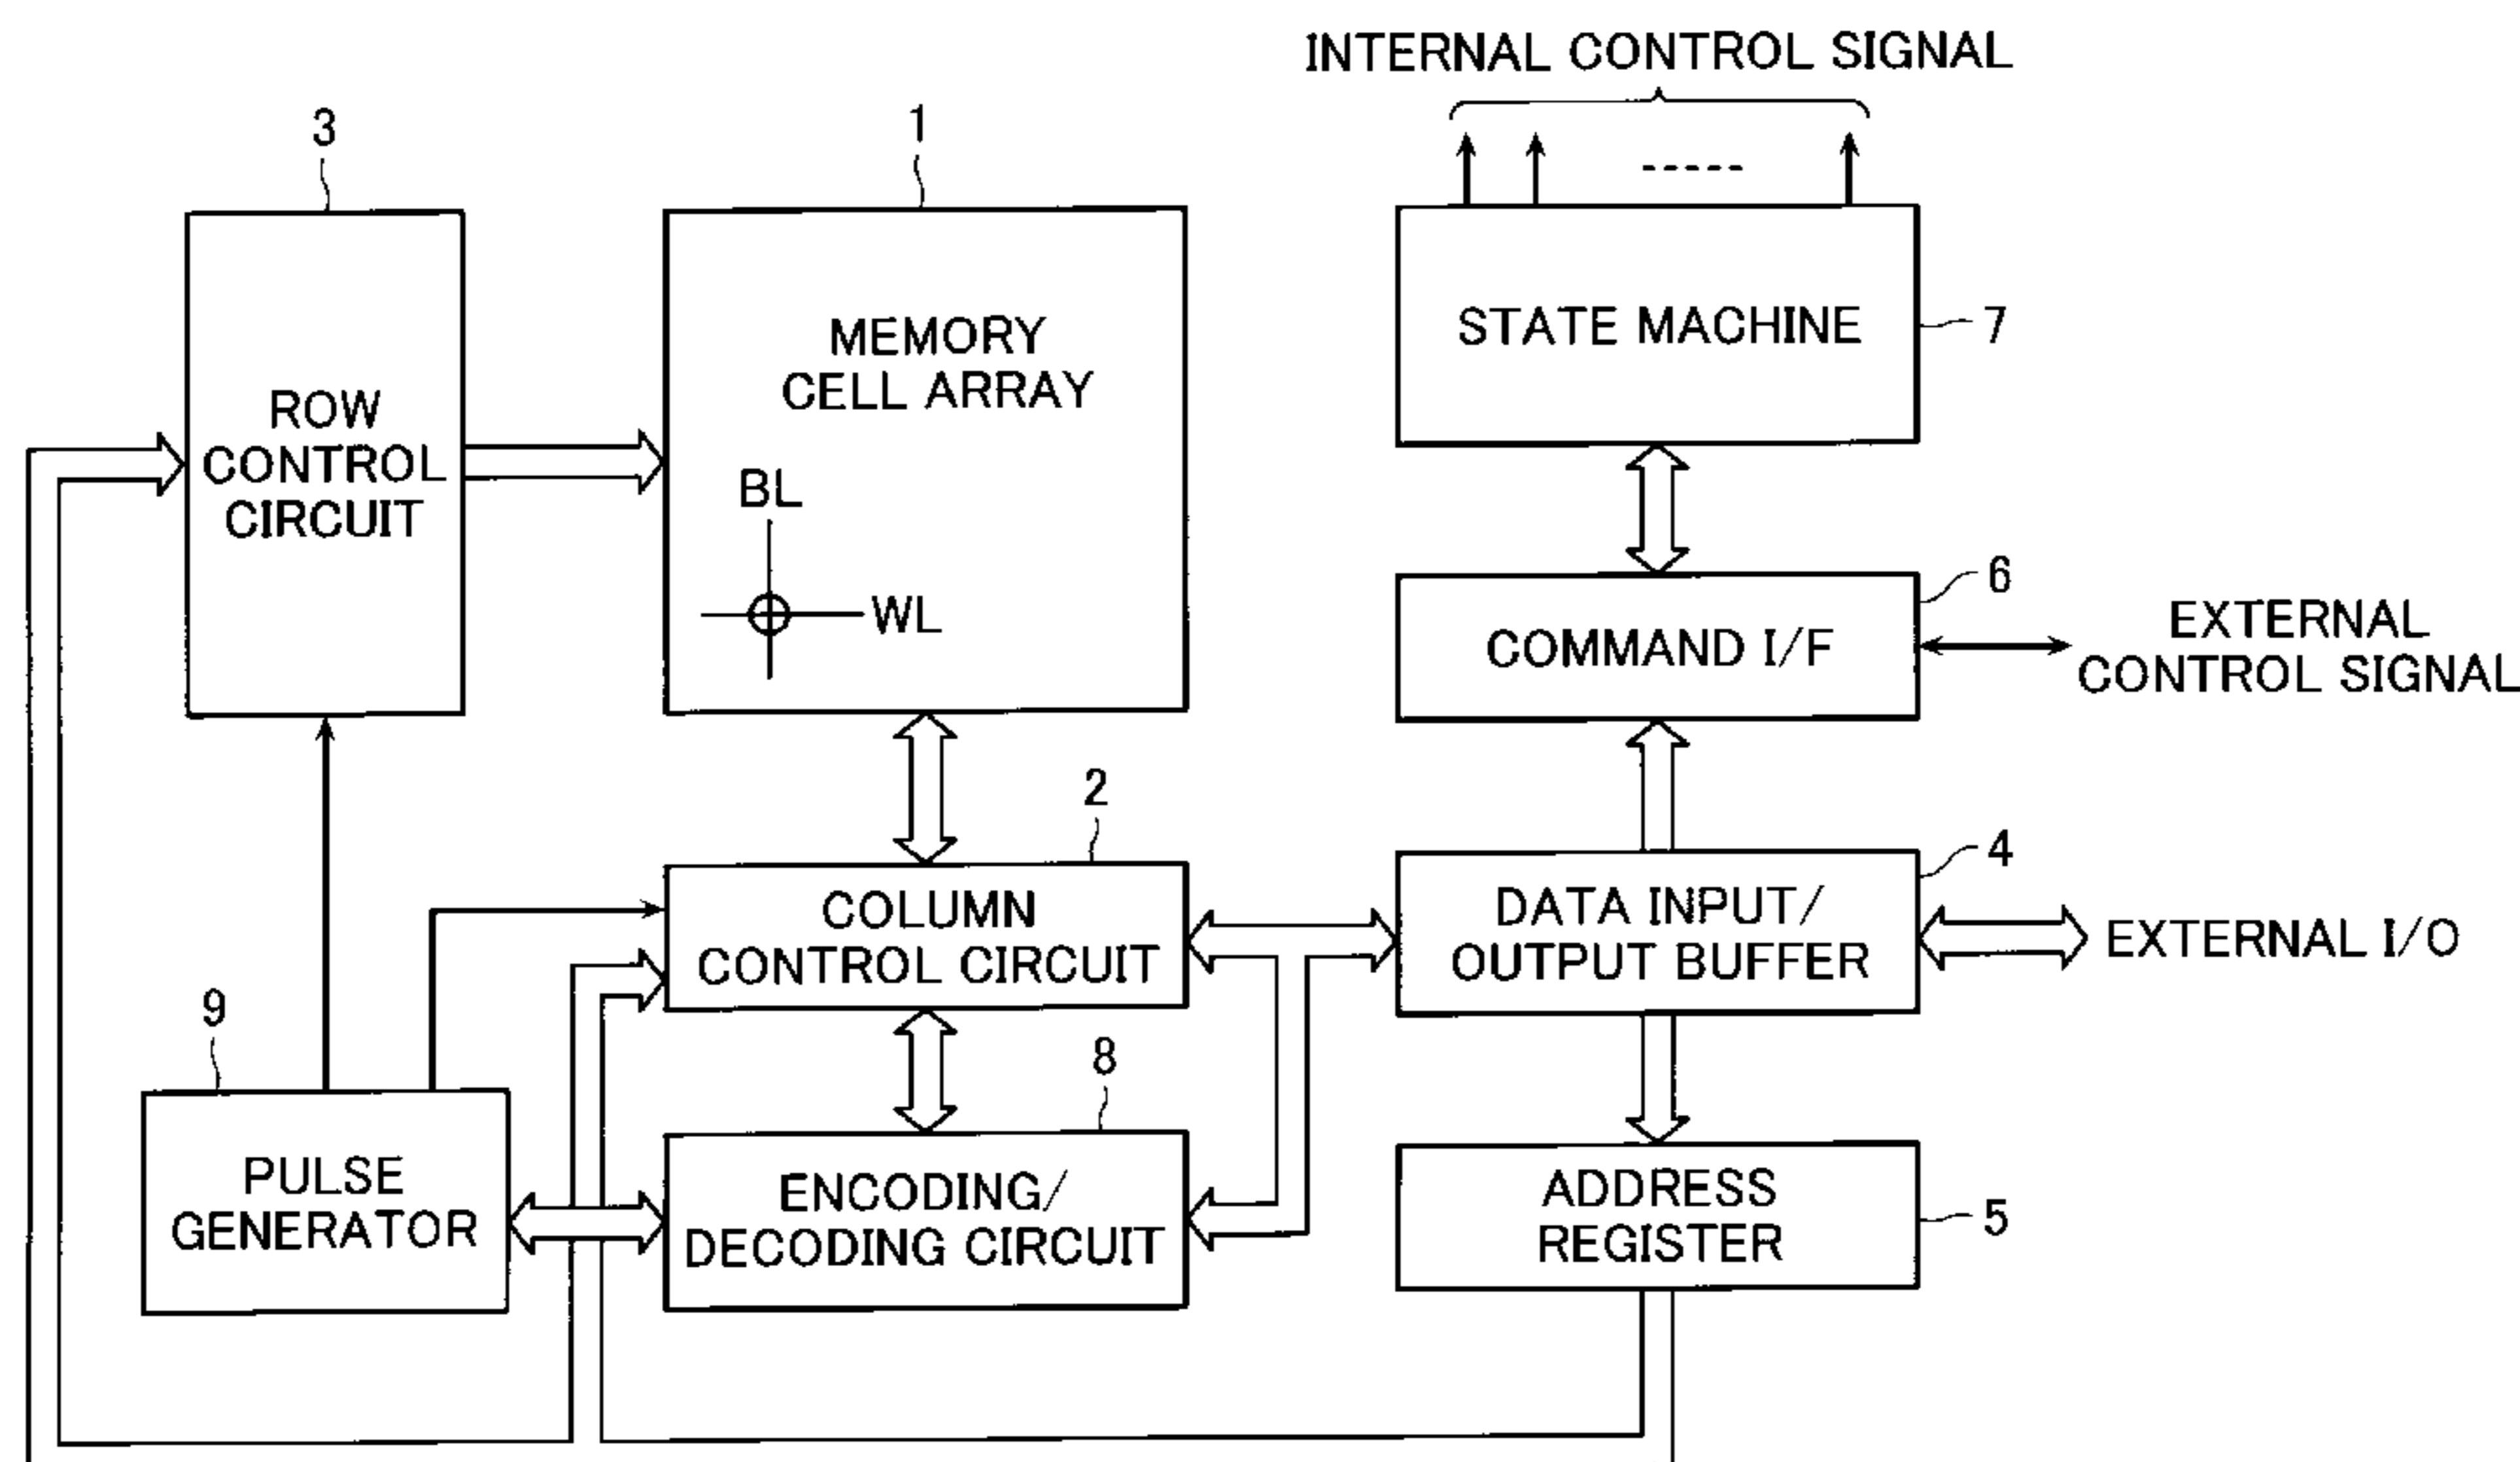 INTERNAL CONTROL SIGNAL
3
1
ROW
CONTROL
CIRCUIT
MEMORY
CELL ARRAY
BL
WL
STATE MACHINE
7
COMMAND I/F
6
EXTERNAL
CONTROL SIGNAL
2
COLUMN
CONTROL CIRCUIT
DATA INPUT/
OUTPUT BUFFER
4
EXTERNAL I/O
9
PULSE
GENERATOR
8
ENCODING/
DECODING CIRCUIT
ADDRESS
REGISTER
5